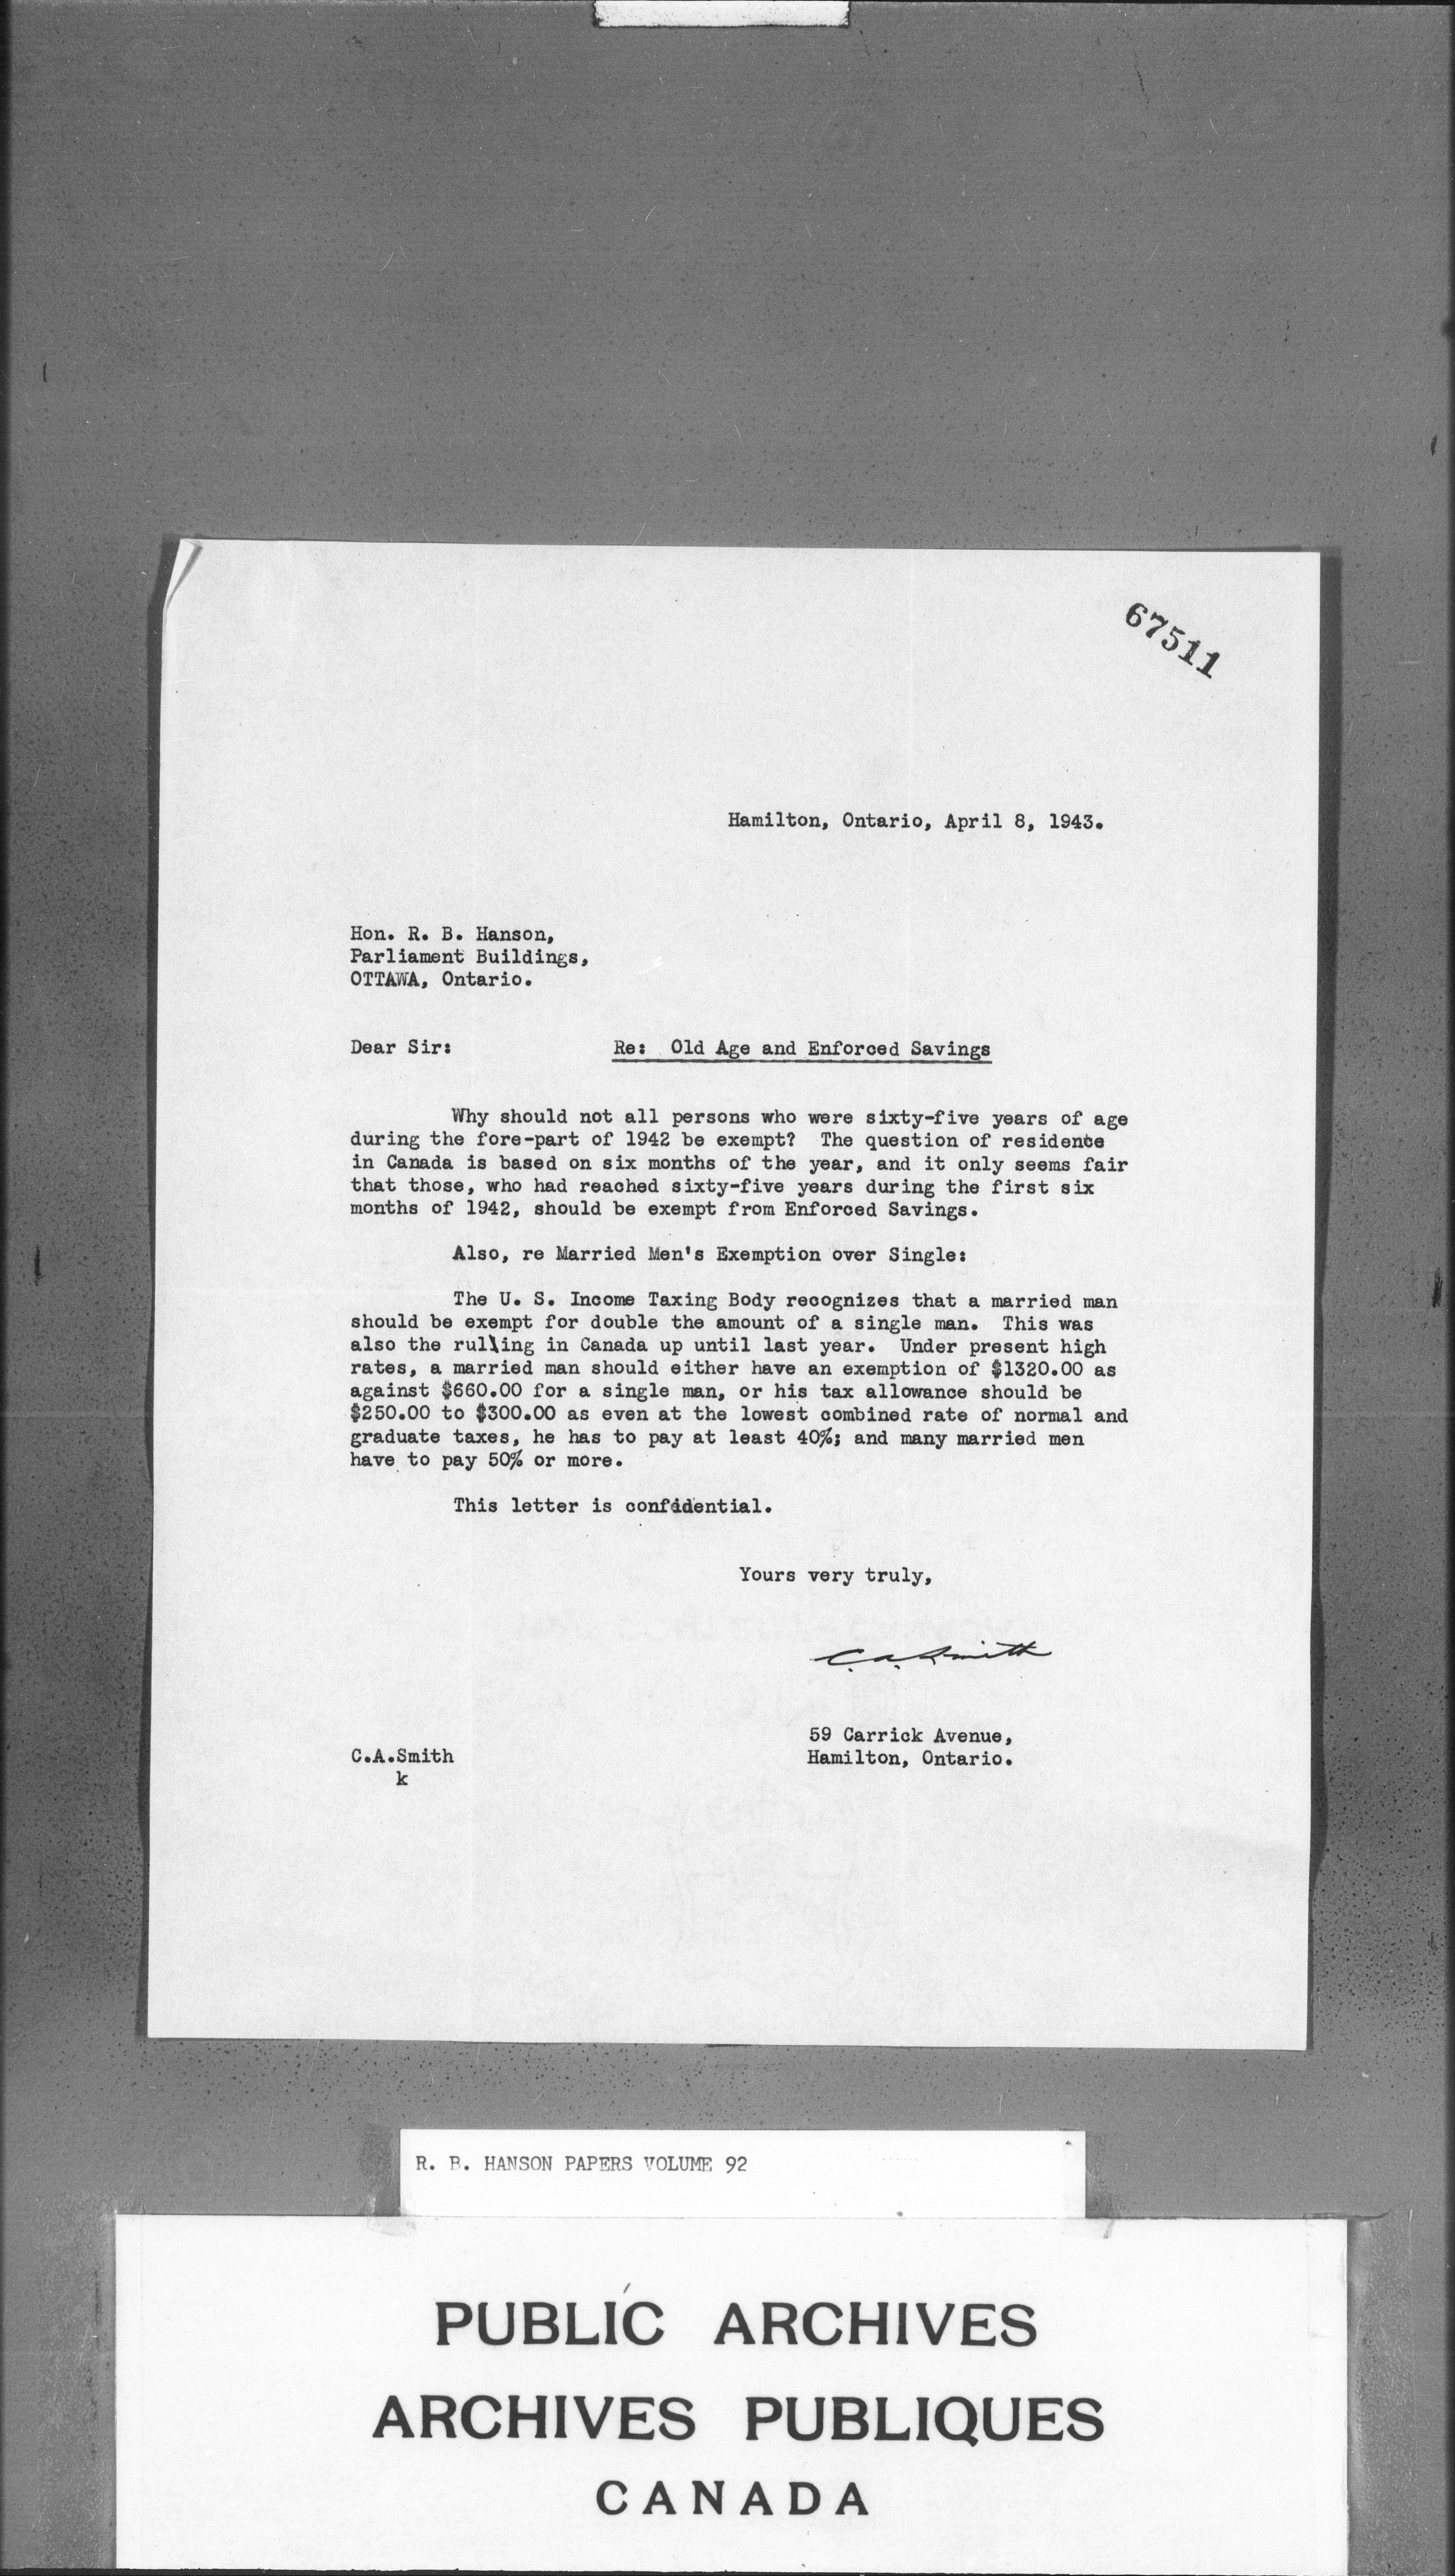 67511
Hamilton, Ontario, April 8, 1943.
Hon. R. B. Hanson,
Parliament Buildings,
OTTAWA, Ontario.
Dear Sir: Re: Old Age and Enforced Savings
Why should not all persons who were sixty-five years of age
during the fore-part of 1942 be exempt? The question of residence
in Canada is based on six months of the year, and it only seems fair
that those, who had reached sixty-five years during the first six
months of 1942, should be exempt from Enforced Savings.
Also, re Married Men's Exemption over Single:
The U. S. Income Taxing Body recognizes that a married man
should be exempt for double the amount of a single man. This was
also the rul\ing in Canada up until last year. Under present high
rates, a married man should either have an exemption of $1320.00 as
against $660.00 for a single man, or his tax allowance should be
$250.00 to $300.00 as even at the lowest combined rate of normal and
graduate taxes, he has to pay at least 40%; and many married men
have to pay 50% or more.
This letter is confidential.
Yours very truly,
C.A. Smith
59 Carrick Avenue,
C.A.Smith Hamilton, Ontario.
k
R. B. HANSON PAPERS VOLUME 92
PUBLIC ARCHIVES
ARCHIVES PUBLIQUES
CANADA